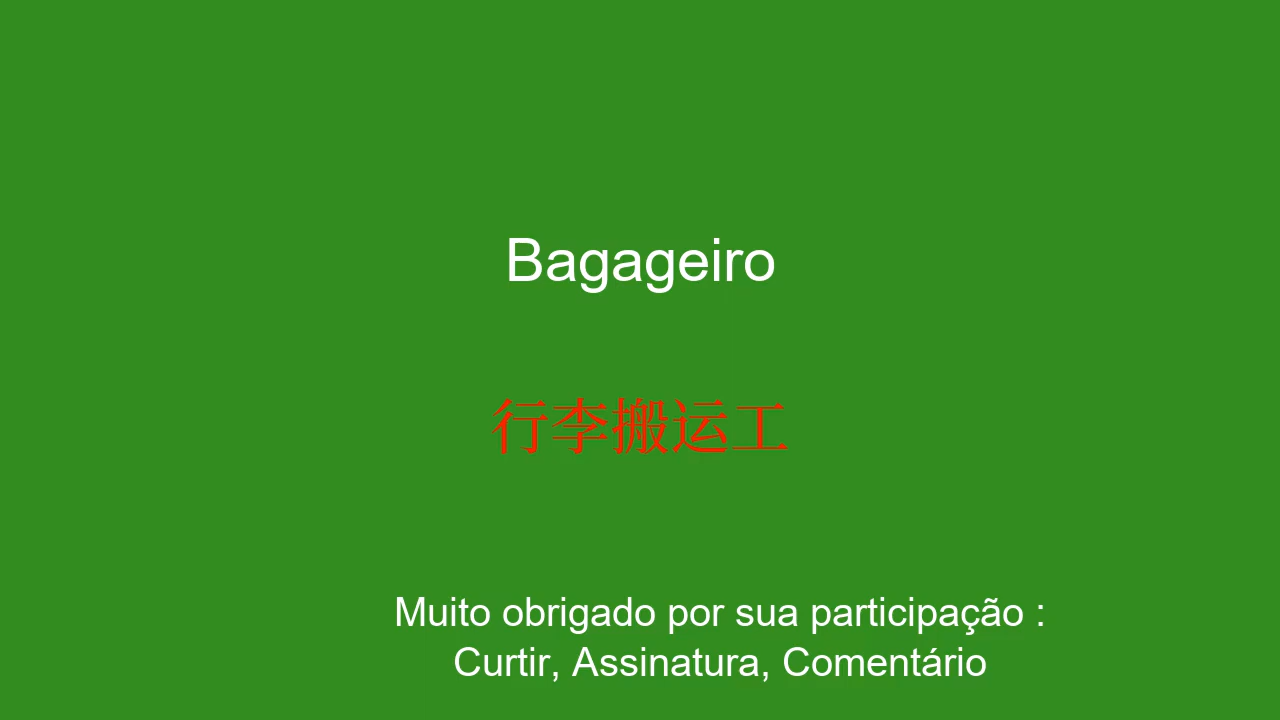 Bagageiro
行李搬运工
Muito obrigado por sua participação :
Curtir, Assinatura, Comentário